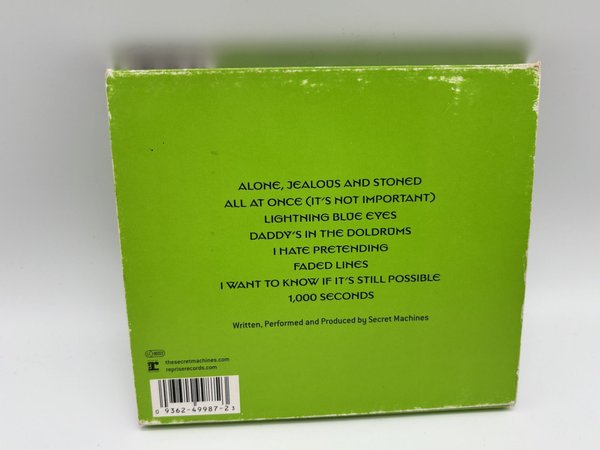 ALONE, JEALOUS AND STONED
ALL AT ONCE (IT'S NOT IMPORTANT)
LIGHTNING BLUE EYES
DADDY'S IN THE DOLDRUMS
I HATE PRETENDING
FADED LINES
I WANT TO KNOW IF IT'S STILL POSSIBLE
1,000 SECONDS
Written, Performed and Produced by Secret Machines
thesecretmachines.com
repriserecords.com
0 9362-49987-2 3